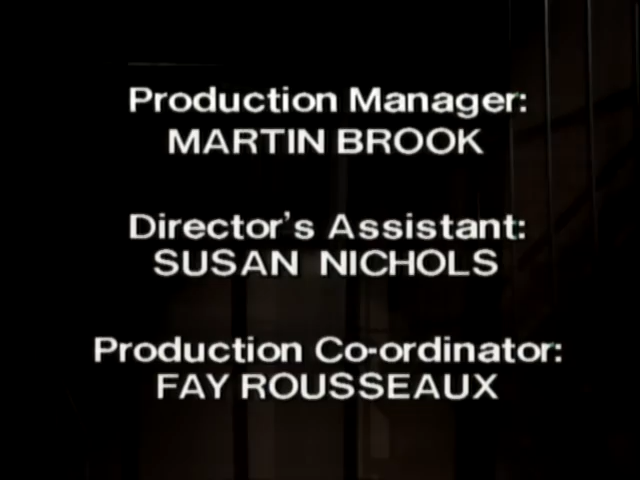 Production Manager:
MARTIN BROOK
Director's Assistant:
SUSAN NICHOLS
Production Co-ordinator:
FAY ROUSSEAUX